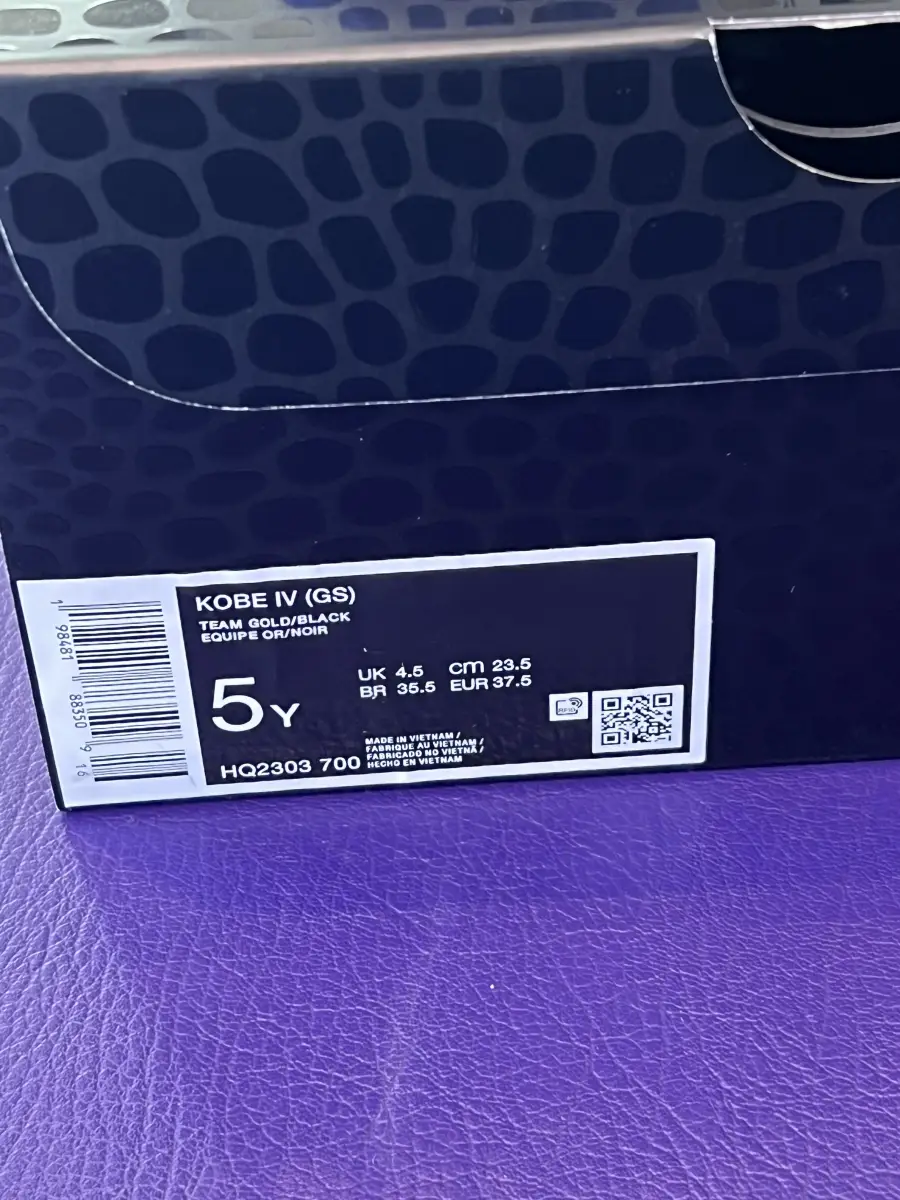 KOBE IV (GS)
TEAM GOLD/BLACK
EQUIPE OR/NOIR
5Y
UK 4.5 CM 23.5
BR 35.5 EUR 37.5
HQ2303 700
MADE IN VIETNAM /
FABRIQUE AU VIETNAM /
FABRICADO NO VIETNÃ /
HECHO EN VIETNAM
RFID
1 98481 88350 9 16